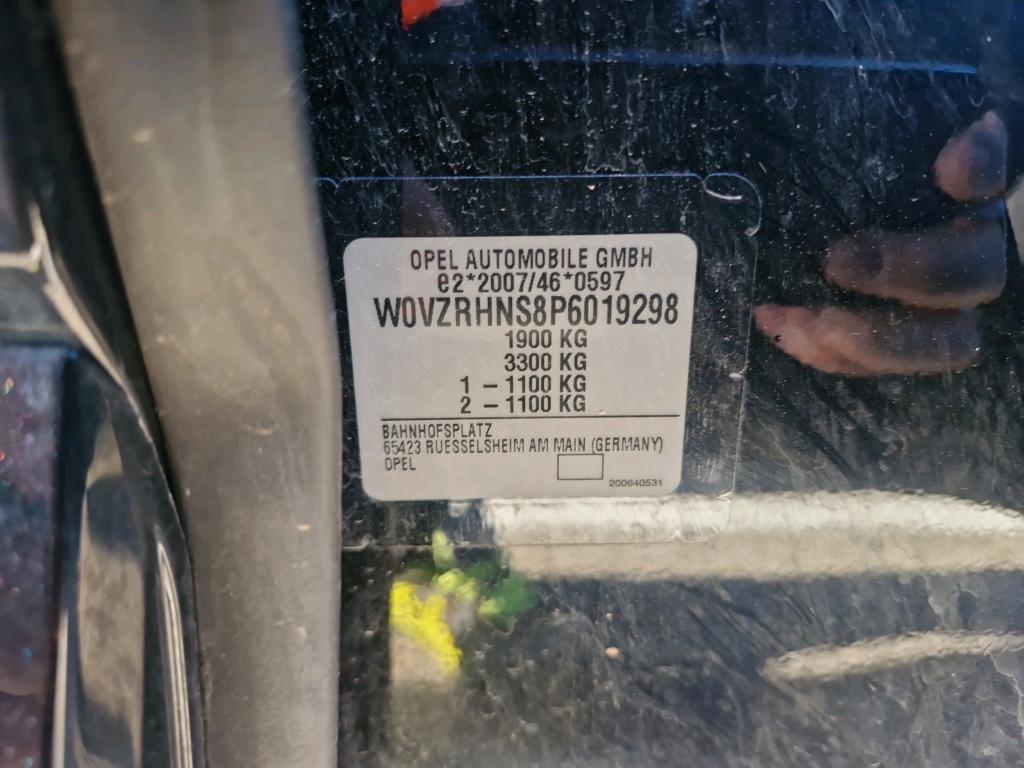 OPEL AUTOMOBILE GMBH
e2*2007/46*0597
W0VZRHNS8P6019298
1900 KG
3300 KG
1 – 1100 KG
2 – 1100 KG
BAHNHOFSPLATZ
65423 RUESSELSHEIM AM MAIN (GERMANY)
OPEL
200640531